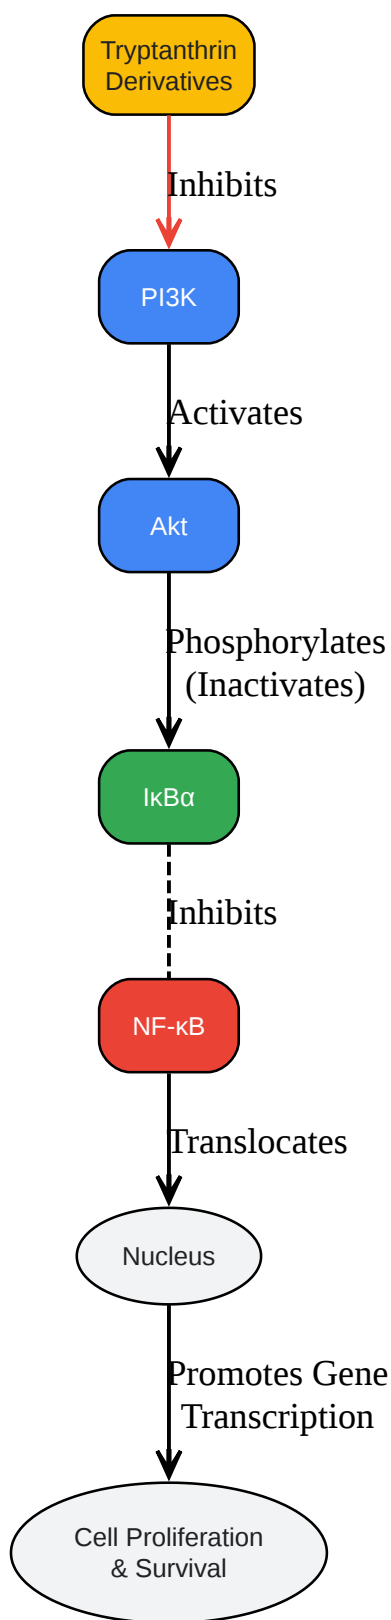 Tryptanthrin
Derivatives
Inhibits
PI3K
Activates
Akt
Phosphorylates
(Inactivates)
IκBα
Inhibits
NF-κB
Translocates
Nucleus
Promotes Gene
Transcription
Cell Proliferation
& Survival